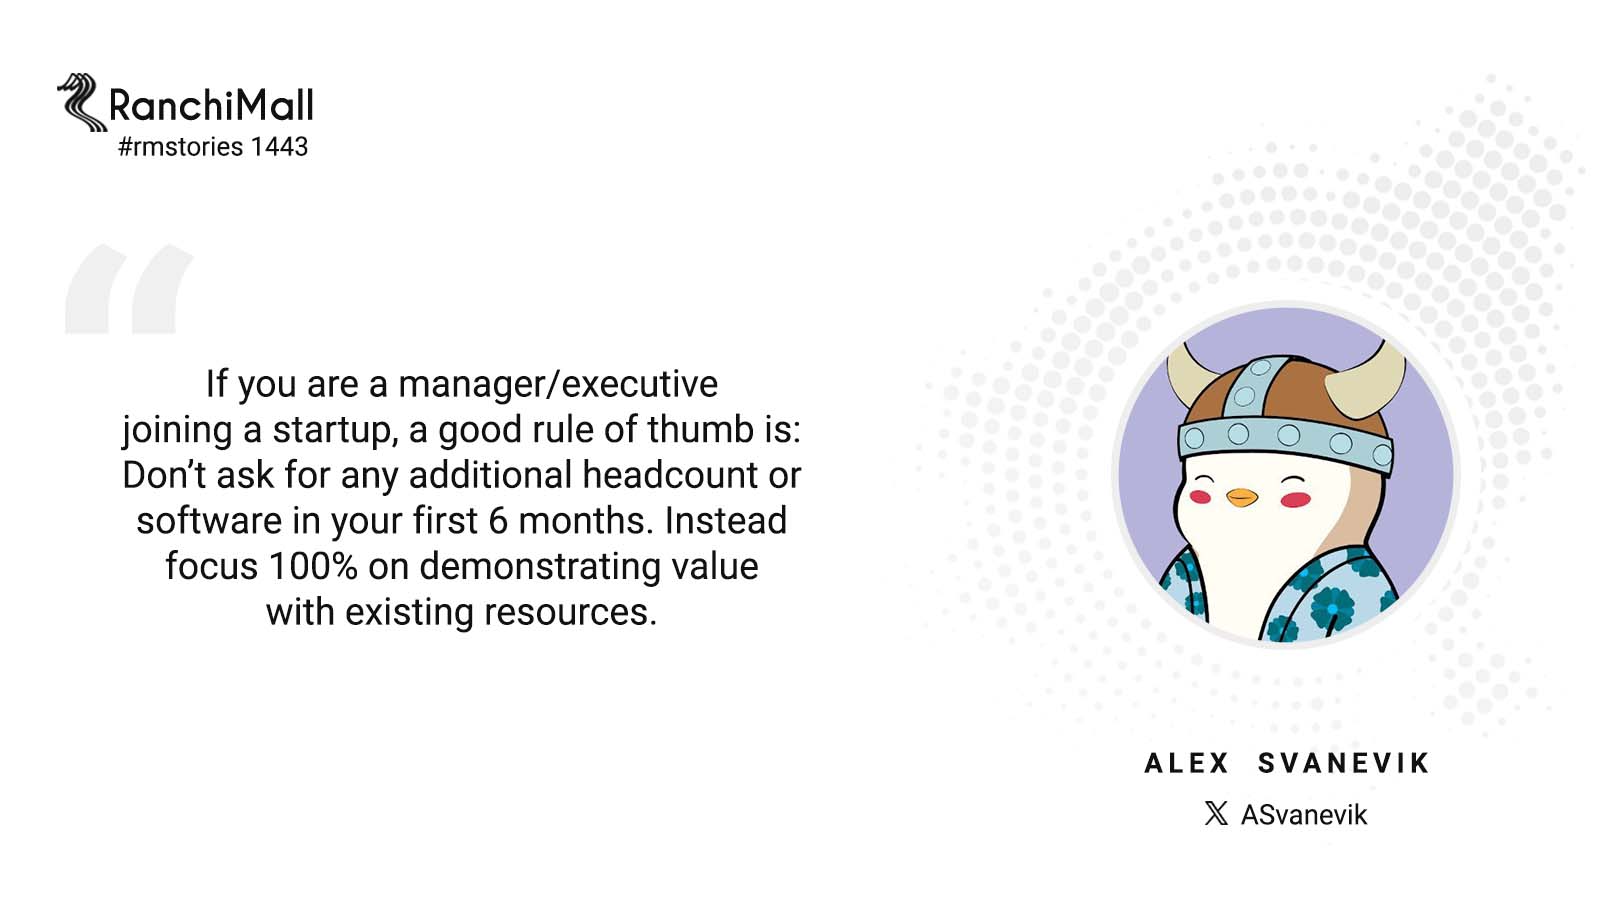 RanchiMall
#rmstories 1443
“
If you are a manager/executive
joining a startup, a good rule of thumb is:
Don’t ask for any additional headcount or
software in your first 6 months. Instead
focus 100% on demonstrating value
with existing resources.
ALEX SVANEVIK
𝕏 ASvanevik